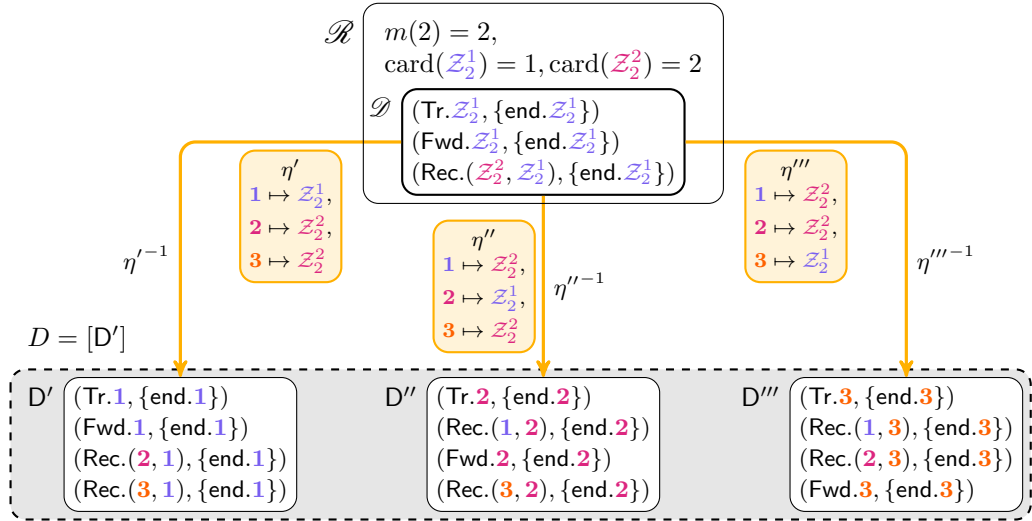 ℛ m(2) = 2,
card(𝒵₂¹) = 1, card(𝒵₂²) = 2
𝒟 (Tr.𝒵₂¹, {end.𝒵₂¹})
(Fwd.𝒵₂¹, {end.𝒵₂¹})
(Rec.(𝒵₂², 𝒵₂¹), {end.𝒵₂¹})
η′
1 ↦ 𝒵₂¹,
2 ↦ 𝒵₂²,
3 ↦ 𝒵₂²
η′⁻¹
η″
1 ↦ 𝒵₂²,
2 ↦ 𝒵₂¹,
3 ↦ 𝒵₂²
η″⁻¹
η‴
1 ↦ 𝒵₂²,
2 ↦ 𝒵₂²,
3 ↦ 𝒵₂¹
η‴⁻¹
D = [D′]
D′ (Tr.1, {end.1})
(Fwd.1, {end.1})
(Rec.(2, 1), {end.1})
(Rec.(3, 1), {end.1})
D″ (Tr.2, {end.2})
(Rec.(1, 2), {end.2})
(Fwd.2, {end.2})
(Rec.(3, 2), {end.2})
D‴ (Tr.3, {end.3})
(Rec.(1, 3), {end.3})
(Rec.(2, 3), {end.3})
(Fwd.3, {end.3})